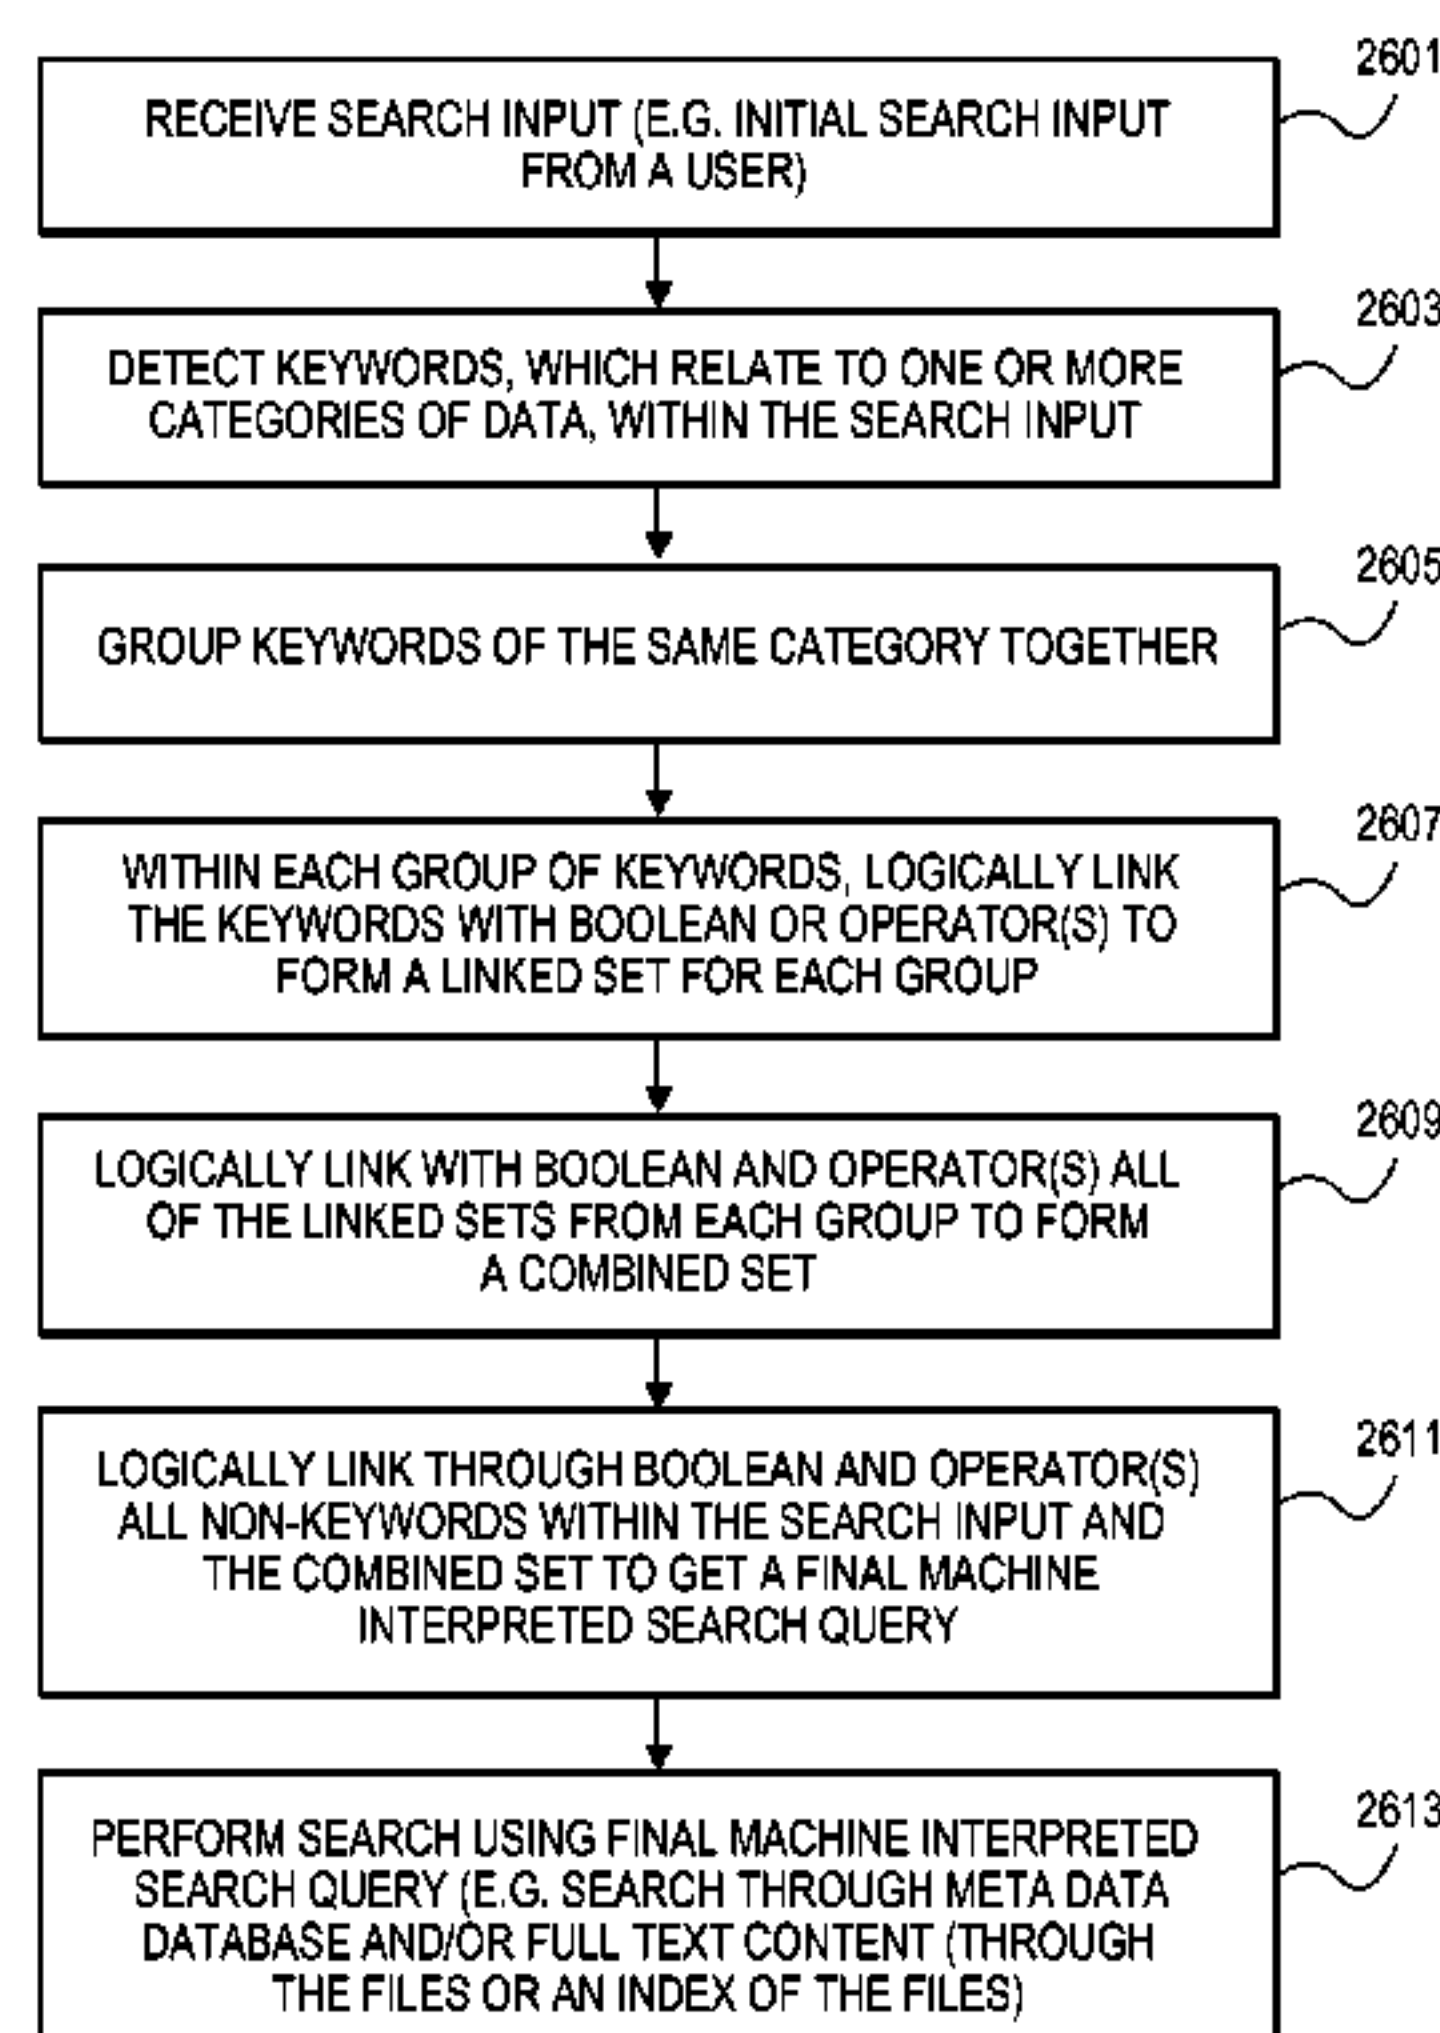 2601
RECEIVE SEARCH INPUT (E.G. INITIAL SEARCH INPUT
FROM A USER)
2603
DETECT KEYWORDS, WHICH RELATE TO ONE OR MORE
CATEGORIES OF DATA, WITHIN THE SEARCH INPUT
2605
GROUP KEYWORDS OF THE SAME CATEGORY TOGETHER
2607
WITHIN EACH GROUP OF KEYWORDS, LOGICALLY LINK
THE KEYWORDS WITH BOOLEAN OR OPERATOR(S) TO
FORM A LINKED SET FOR EACH GROUP
2609
LOGICALLY LINK WITH BOOLEAN AND OPERATOR(S) ALL
OF THE LINKED SETS FROM EACH GROUP TO FORM
A COMBINED SET
2611
LOGICALLY LINK THROUGH BOOLEAN AND OPERATOR(S)
ALL NON-KEYWORDS WITHIN THE SEARCH INPUT AND
THE COMBINED SET TO GET A FINAL MACHINE
INTERPRETED SEARCH QUERY
2613
PERFORM SEARCH USING FINAL MACHINE INTERPRETED
SEARCH QUERY (E.G. SEARCH THROUGH META DATA
DATABASE AND/OR FULL TEXT CONTENT (THROUGH
THE FILES OR AN INDEX OF THE FILES)